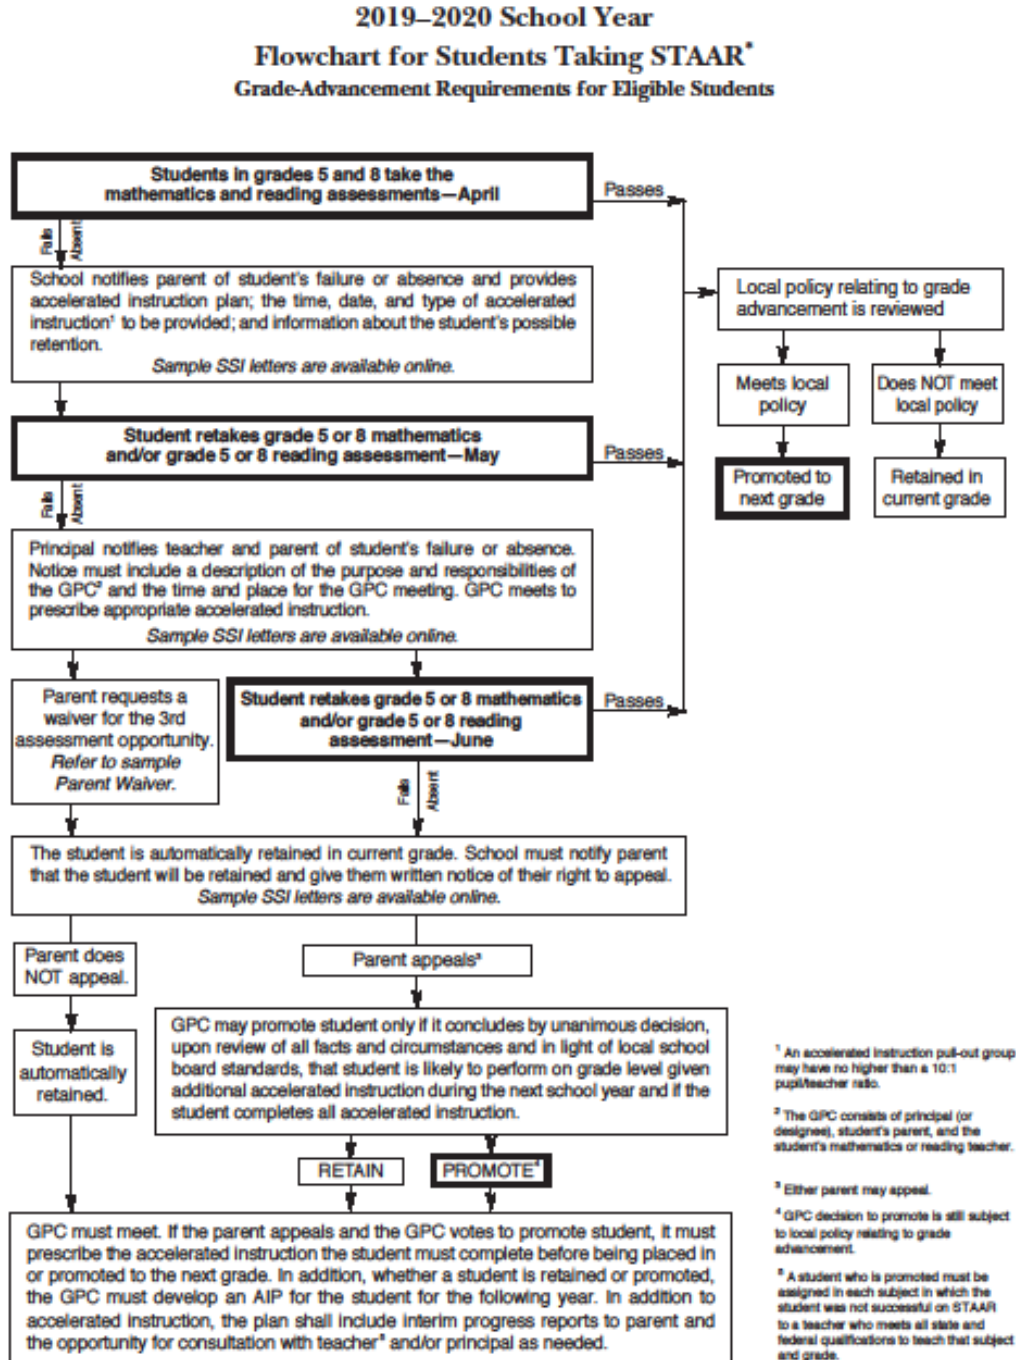 2019–2020 School Year
Flowchart for Students Taking STAAR*
Grade-Advancement Requirements for Eligible Students
Students in grades 5 and 8 take the
mathematics and reading assessments—April
Passes
Fails
Absent
School notifies parent of student's failure or absence and provides
accelerated instruction plan; the time, date, and type of accelerated
instruction¹ to be provided; and information about the student's possible
retention.
Sample SSI letters are available online.
Local policy relating to grade
advancement is reviewed
Meets local
policy
Does NOT meet
local policy
Promoted to
next grade
Retained in
current grade
Student retakes grade 5 or 8 mathematics
and/or grade 5 or 8 reading assessment—May
Passes
Fails
Absent
Principal notifies teacher and parent of student's failure or absence.
Notice must include a description of the purpose and responsibilities of
the GPC² and the time and place for the GPC meeting. GPC meets to
prescribe appropriate accelerated instruction.
Sample SSI letters are available online.
Parent requests a
waiver for the 3rd
assessment opportunity.
Refer to sample
Parent Waiver.
Student retakes grade 5 or 8 mathematics
and/or grade 5 or 8 reading
assessment—June
Passes
Fails
Absent
The student is automatically retained in current grade. School must notify parent
that the student will be retained and give them written notice of their right to appeal.
Sample SSI letters are available online.
Parent does
NOT appeal.
Parent appeals³
Student is
automatically
retained.
GPC may promote student only if it concludes by unanimous decision,
upon review of all facts and circumstances and in light of local school
board standards, that student is likely to perform on grade level given
additional accelerated instruction during the next school year and if the
student completes all accelerated instruction.
RETAIN
PROMOTE⁴
GPC must meet. If the parent appeals and the GPC votes to promote student, it must
prescribe the accelerated instruction the student must complete before being placed in
or promoted to the next grade. In addition, whether a student is retained or promoted,
the GPC must develop an AIP for the student for the following year. In addition to
accelerated instruction, the plan shall include interim progress reports to parent and
the opportunity for consultation with teacher⁵ and/or principal as needed.
¹ An accelerated instruction pull-out group
may have no higher than a 10:1
pupil/teacher ratio.
² The GPC consists of principal (or
designee), student's parent, and the
student's mathematics or reading teacher.
³ Either parent may appeal.
⁴ GPC decision to promote is still subject
to local policy relating to grade
advancement.
⁵ A student who is promoted must be
assigned in each subject in which the
student was not successful on STAAR
to a teacher who meets all state and
federal qualifications to teach that subject
and grade.